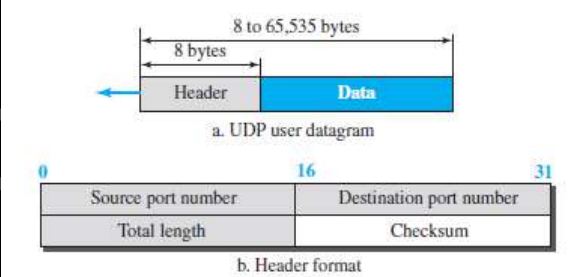 8 to 65,535 bytes
8 bytes
Header Data
a. UDP user datagram
0 16 31
Source port number Destination port number
Total length Checksum
b. Header format